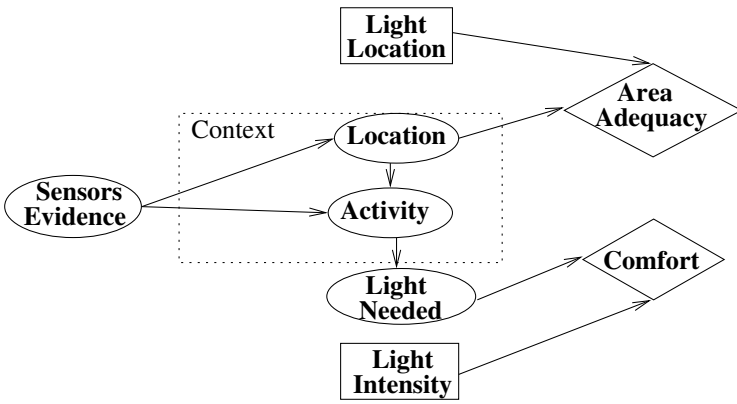 Light
Location
Area
Adequacy
Context
Location
Sensors
Evidence
Activity
Light
Needed
Comfort
Light
Intensity